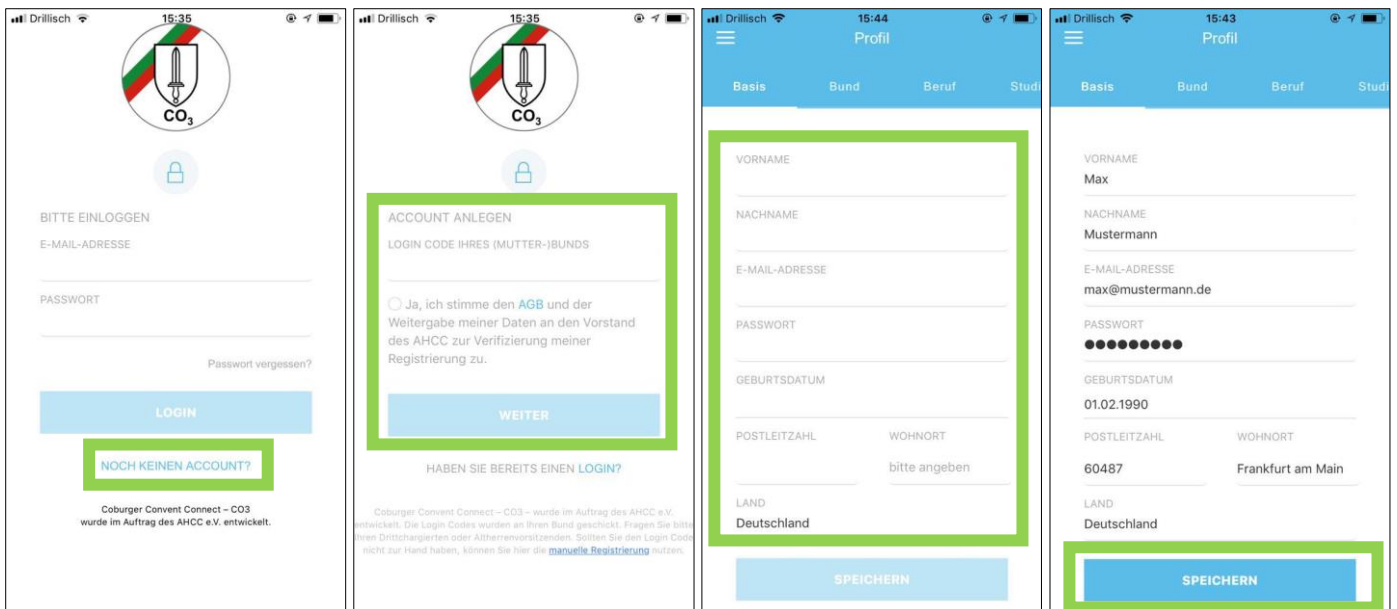 Drillisch 15:35
CO3
BITTE EINLOGGEN
E-MAIL-ADRESSE
PASSWORT
Passwort vergessen?
LOGIN
NOCH KEINEN ACCOUNT?
Coburger Convent Connect – CO3
wurde im Auftrag des AHCC e.V. entwickelt.
Drillisch 15:35
CO3
ACCOUNT ANLEGEN
LOGIN CODE IHRES (MUTTER-)BUNDS
Ja, ich stimme den AGB und der
Weitergabe meiner Daten an den Vorstand
des AHCC zur Verifizierung meiner
Registrierung zu.
WEITER
HABEN SIE BEREITS EINEN LOGIN?
Coburger Convent Connect – CO3 – wurde im Auftrag des AHCC e.V.
entwickelt. Die Login Codes wurden an Ihren Bund geschickt. Fragen Sie bitte
Ihren Drittchargierten oder Altherrenvorsitzenden. Sollten Sie den Login Code
nicht zur Hand haben, können Sie hier die manuelle Registrierung nutzen.
Drillisch 15:44
Profil
Basis Bund Beruf Studi
VORNAME
NACHNAME
E-MAIL-ADRESSE
PASSWORT
GEBURTSDATUM
POSTLEITZAHL WOHNORT
bitte angeben
LAND
Deutschland
SPEICHERN
Drillisch 15:43
Profil
Basis Bund Beruf Studi
VORNAME
Max
NACHNAME
Mustermann
E-MAIL-ADRESSE
max@mustermann.de
PASSWORT
●●●●●●●●●
GEBURTSDATUM
01.02.1990
POSTLEITZAHL WOHNORT
60487 Frankfurt am Main
LAND
Deutschland
SPEICHERN